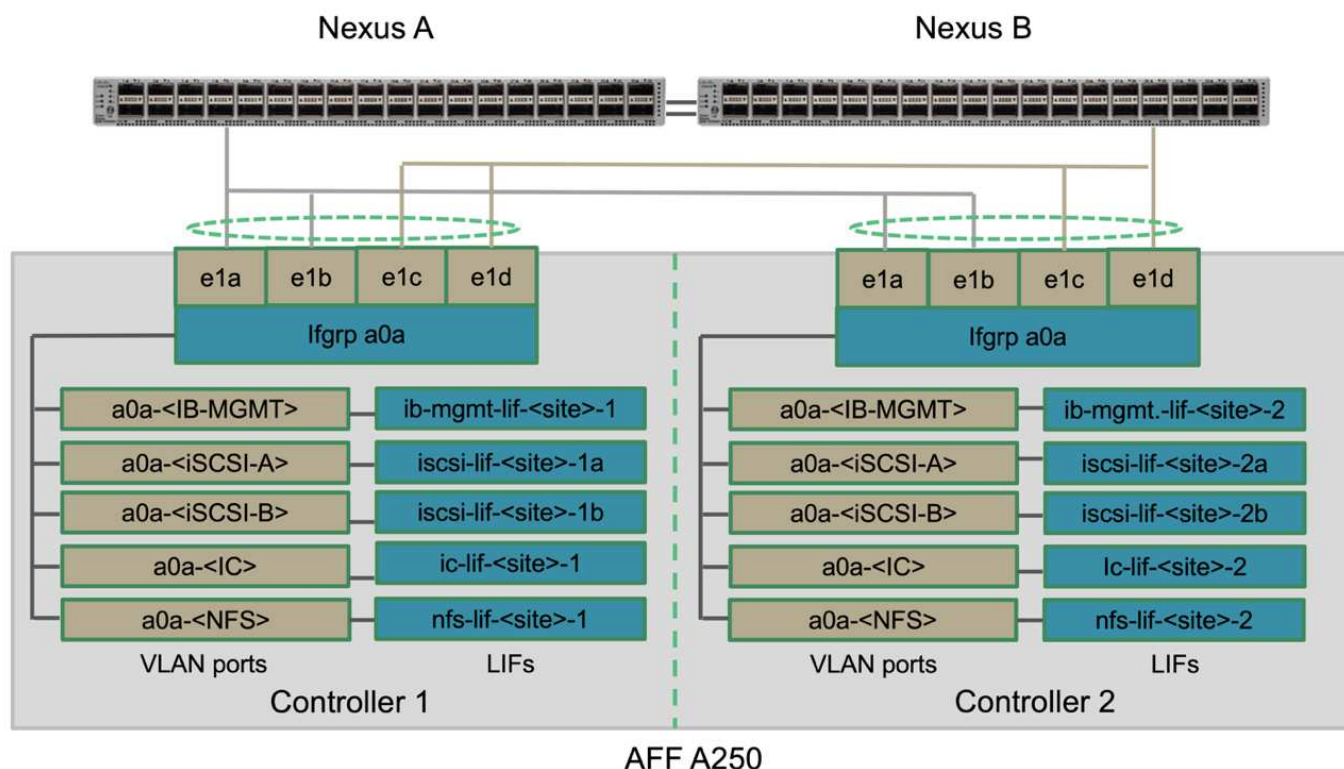 Nexus A
Nexus B
e1a e1b e1c e1d
e1a e1b e1c e1d
Ifgrp a0a
Ifgrp a0a
a0a-<IB-MGMT> ib-mgmt-lif-<site>-1
a0a-<iSCSI-A> iscsi-lif-<site>-1a
a0a-<iSCSI-B> iscsi-lif-<site>-1b
a0a-<IC> ic-lif-<site>-1
a0a-<NFS> nfs-lif-<site>-1
VLAN ports LIFs
Controller 1
a0a-<IB-MGMT> ib-mgmt.-lif-<site>-2
a0a-<iSCSI-A> iscsi-lif-<site>-2a
a0a-<iSCSI-B> iscsi-lif-<site>-2b
a0a-<IC> Ic-lif-<site>-2
a0a-<NFS> nfs-lif-<site>-2
VLAN ports LIFs
Controller 2
AFF A250